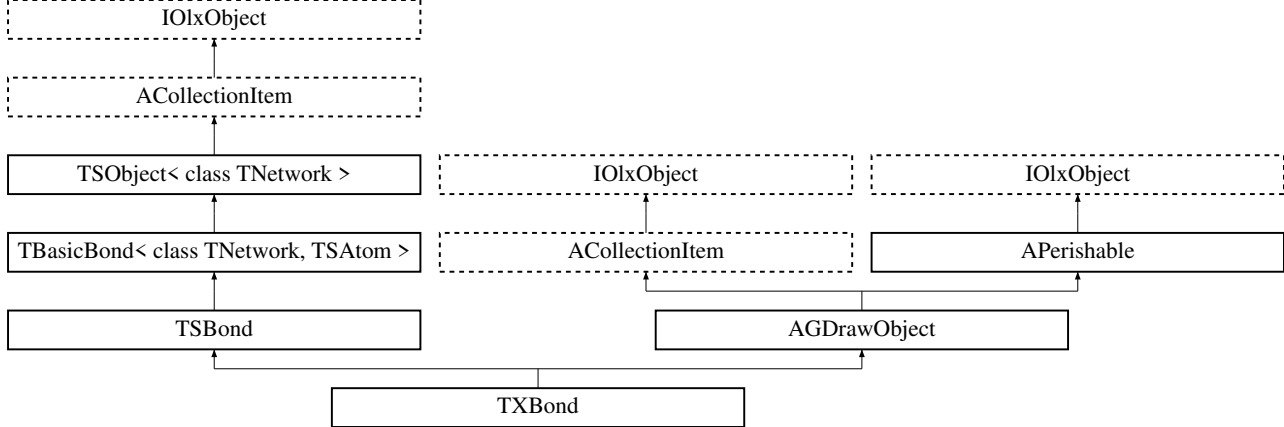 IOlxObject
ACollectionItem
TSObject< class TNetwork >
IOlxObject
IOlxObject
TBasicBond< class TNetwork, TSAtom >
ACollectionItem
APerishable
TSBond
AGDrawObject
TXBond